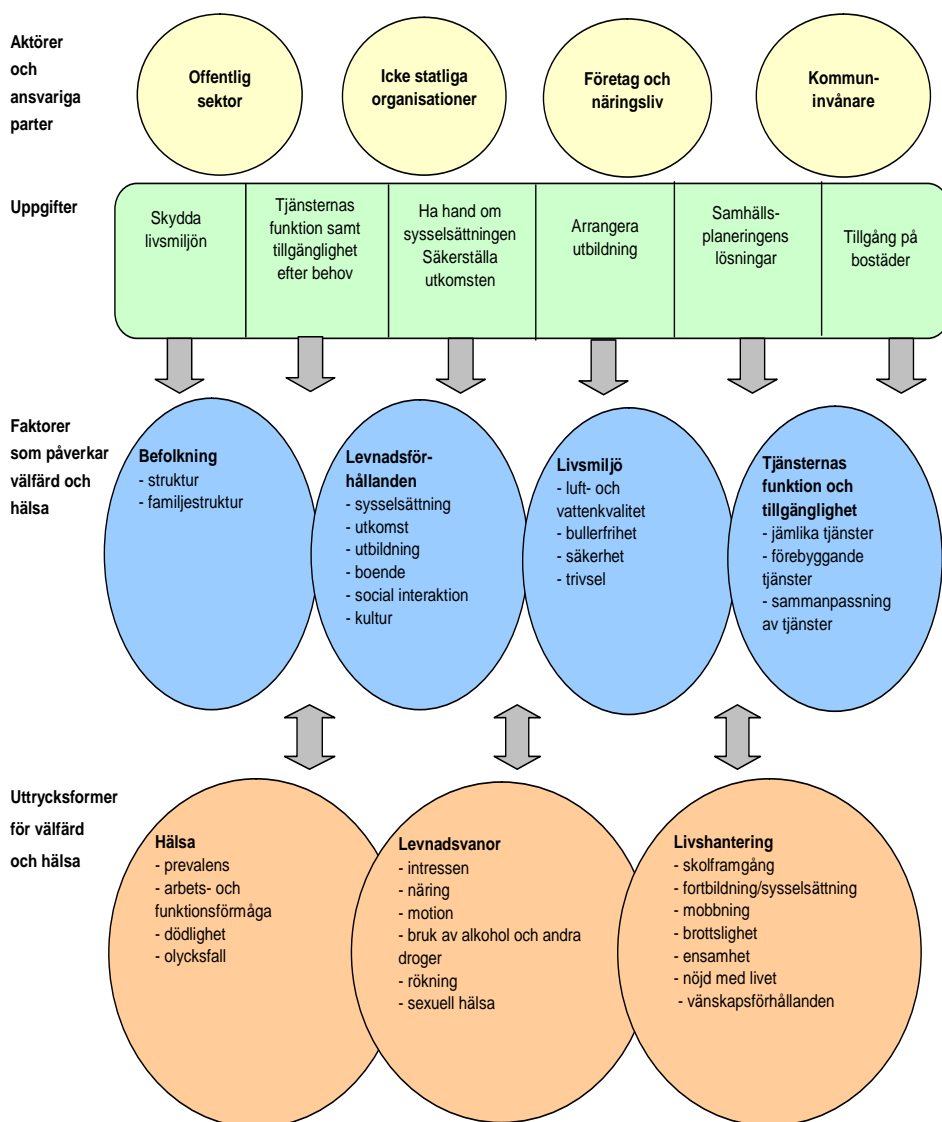 Aktörer
och
ansvariga
parter
Offentlig
sektor
Icke statliga
organisationer
Företag och
näringsliv
Kommun-
invånare
Uppgifter
Skydda
livsmiljön
Tjänsternas
funktion samt
tillgänglighet
efter behov
Ha hand om
sysselsättningen
Säkerställa
utkomsten
Arrangera
utbildning
Samhälls-
planeringens
lösningar
Tillgång på
bostäder
Faktorer
som påverkar
välfärd och
hälsa
Befolkning
- struktur
- familjestruktur
Levnadsför-
hållanden
- sysselsättning
- utkomst
- utbildning
- boende
- social interaktion
- kultur
Livsmiljö
- luft- och
vattenkvalitet
- bullerfrihet
- säkerhet
- trivsel
Tjänsternas
funktion och
tillgänglighet
- jämlika tjänster
- förebyggande
tjänster
- sammanpassning
av tjänster
Uttrycksformer
för välfärd
och hälsa
Hälsa
- prevalens
- arbets- och
funktionsförmåga
- dödlighet
- olycksfall
Levnadsvanor
- intressen
- näring
- motion
- bruk av alkohol och andra
droger
- rökning
- sexuell hälsa
Livshantering
- skolframgång
- fortbildning/sysselsättning
- mobbning
- brottslighet
- ensamhet
- nöjd med livet
- vänskapsförhållanden